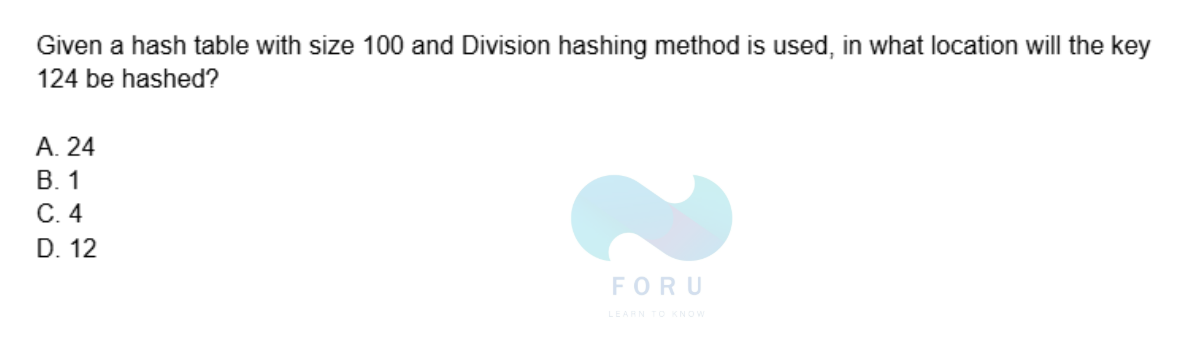 Given a hash table with size 100 and Division hashing method is used, in what location will the key
124 be hashed?
A. 24
B. 1
C. 4
D. 12
FORU
LEARN TO KNOW